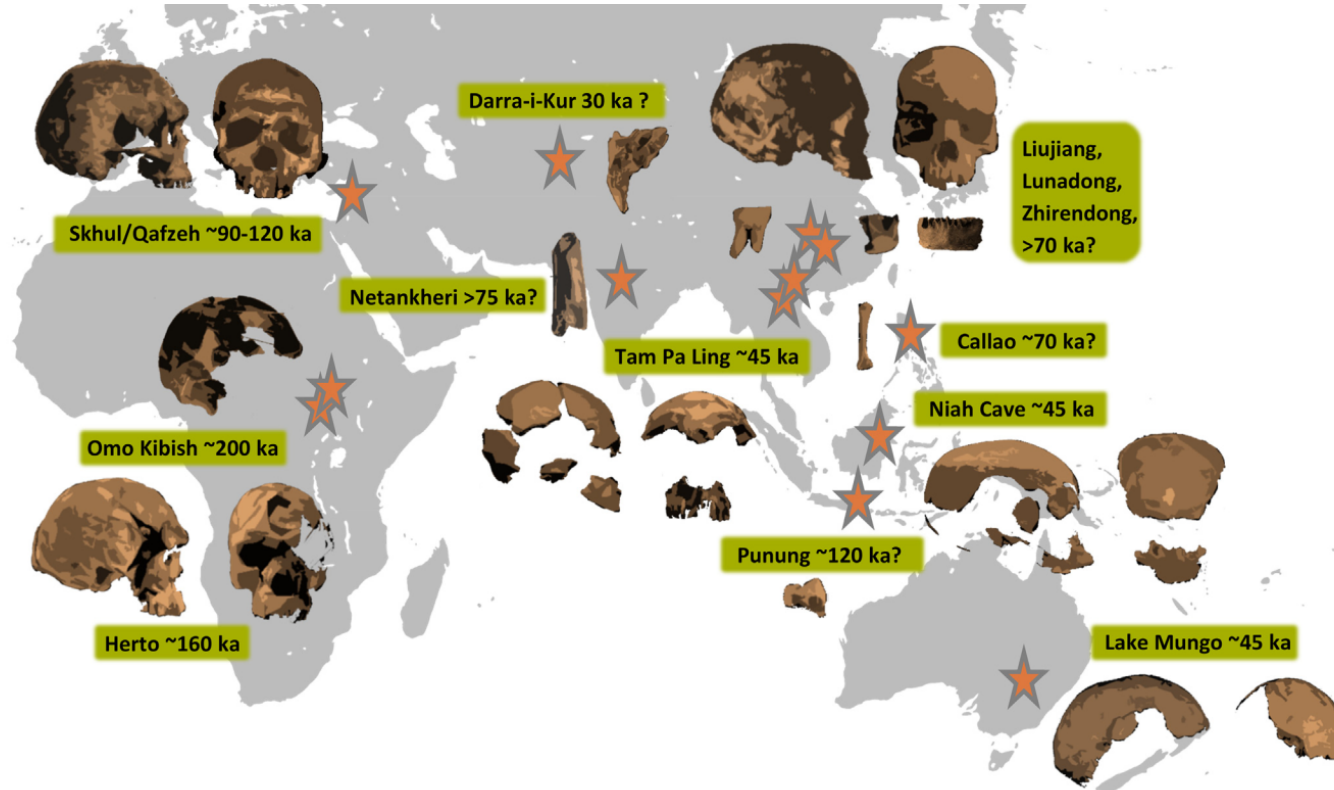 Darra-i-Kur 30 ka ?
Liujiang,
Lunadong,
Zhirendong,
>70 ka?
Skhul/Qafzeh ~90-120 ka
Netankheri >75 ka?
Tam Pa Ling ~45 ka
Callao ~70 ka?
Niah Cave ~45 ka
Omo Kibish ~200 ka
Punung ~120 ka?
Herto ~160 ka
Lake Mungo ~45 ka